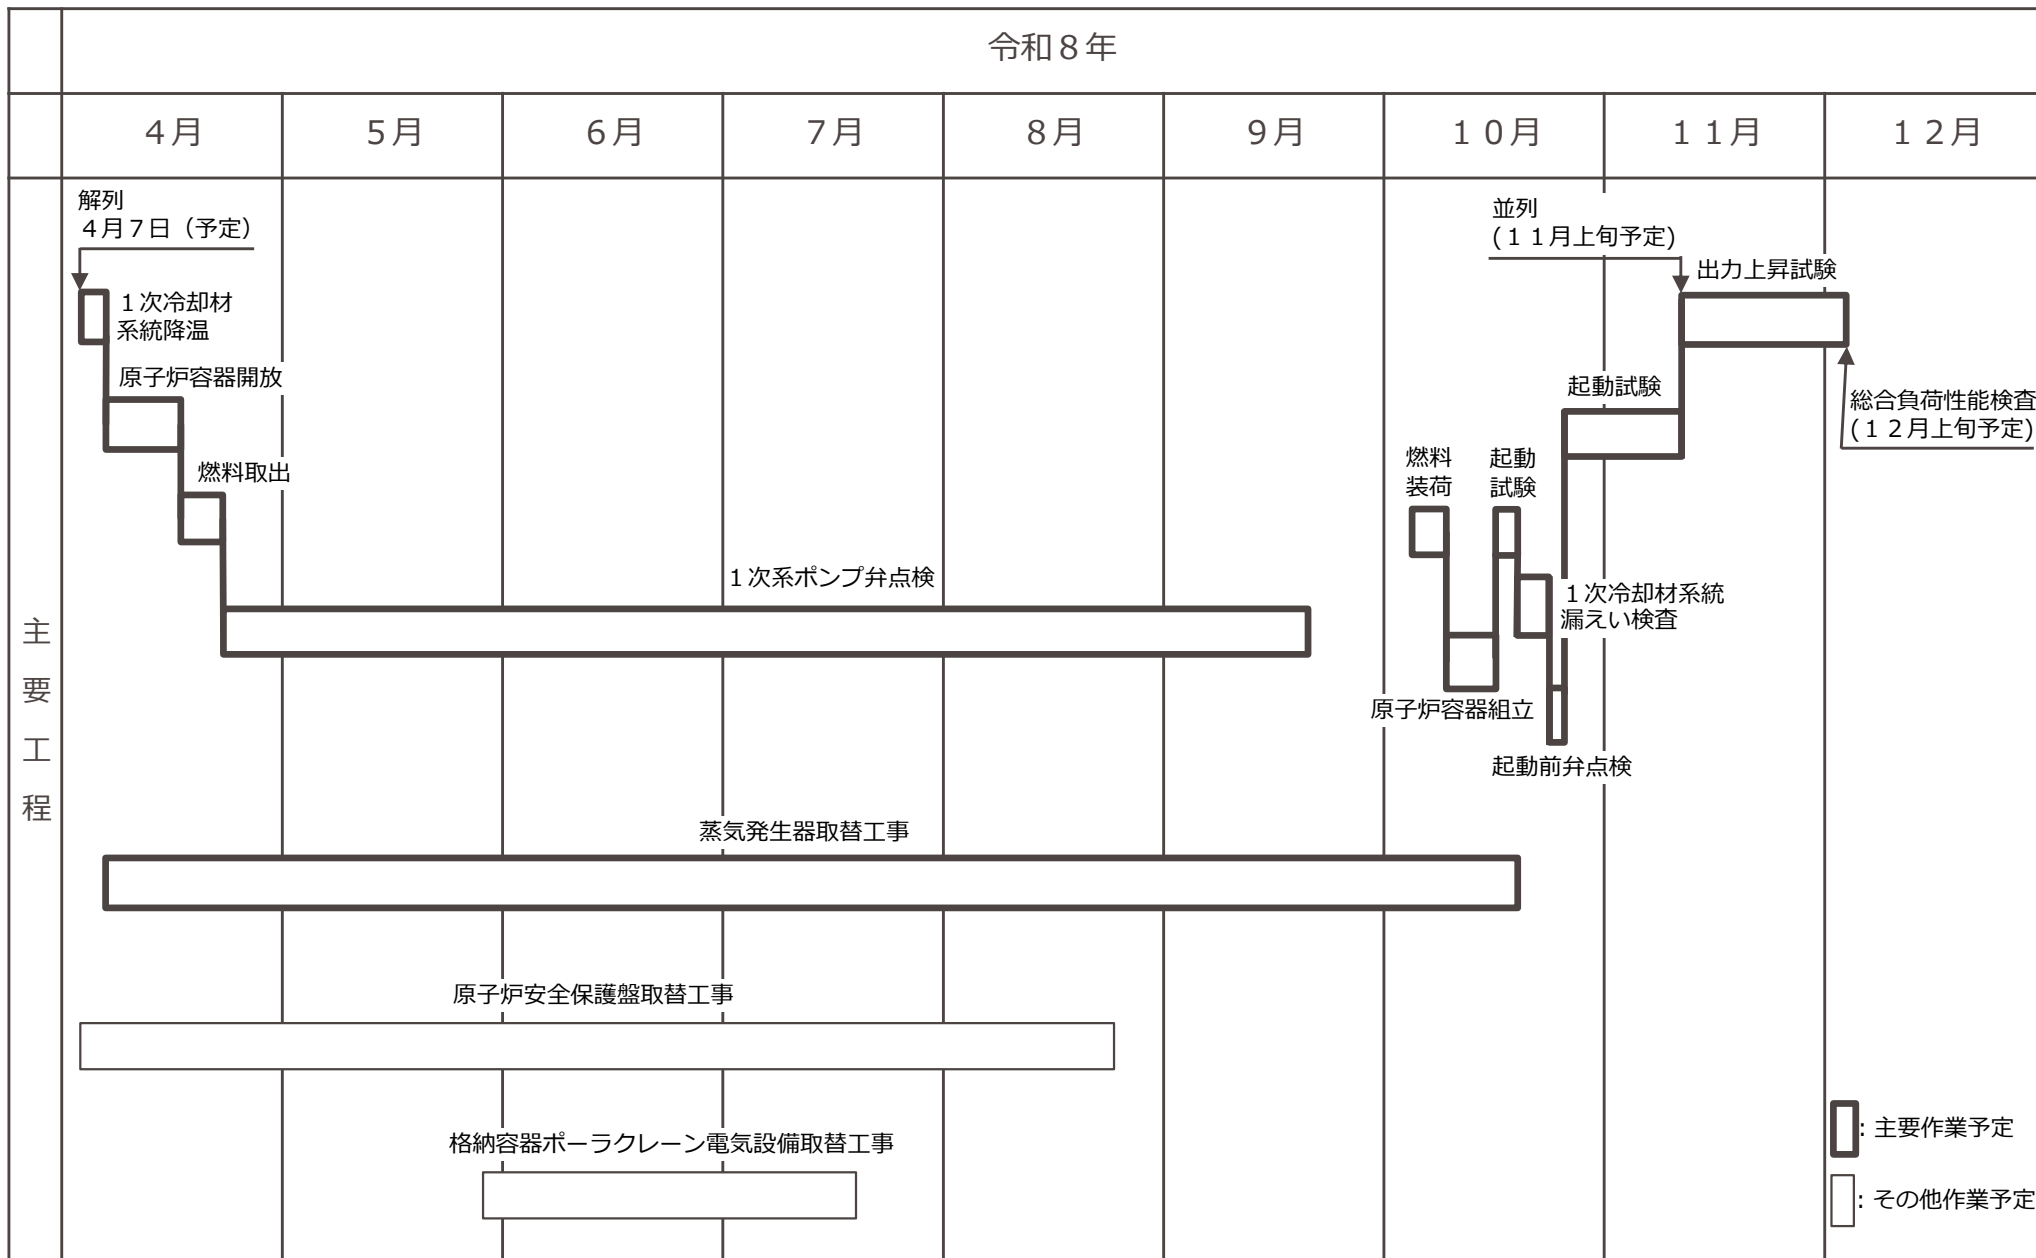 令和８年
４月
５月
６月
７月
８月
９月
１０月
１１月
１２月
主要工程
解列
４月７日（予定）
１次冷却材
系統降温
原子炉容器開放
燃料取出
１次系ポンプ弁点検
燃料
装荷
原子炉容器組立
起動
試験
１次冷却材系統
漏えい検査
起動前弁点検
起動試験
並列
(１１月上旬予定)
出力上昇試験
総合負荷性能検査
(１２月上旬予定)
蒸気発生器取替工事
原子炉安全保護盤取替工事
格納容器ポーラクレーン電気設備取替工事
：主要作業予定
：その他作業予定